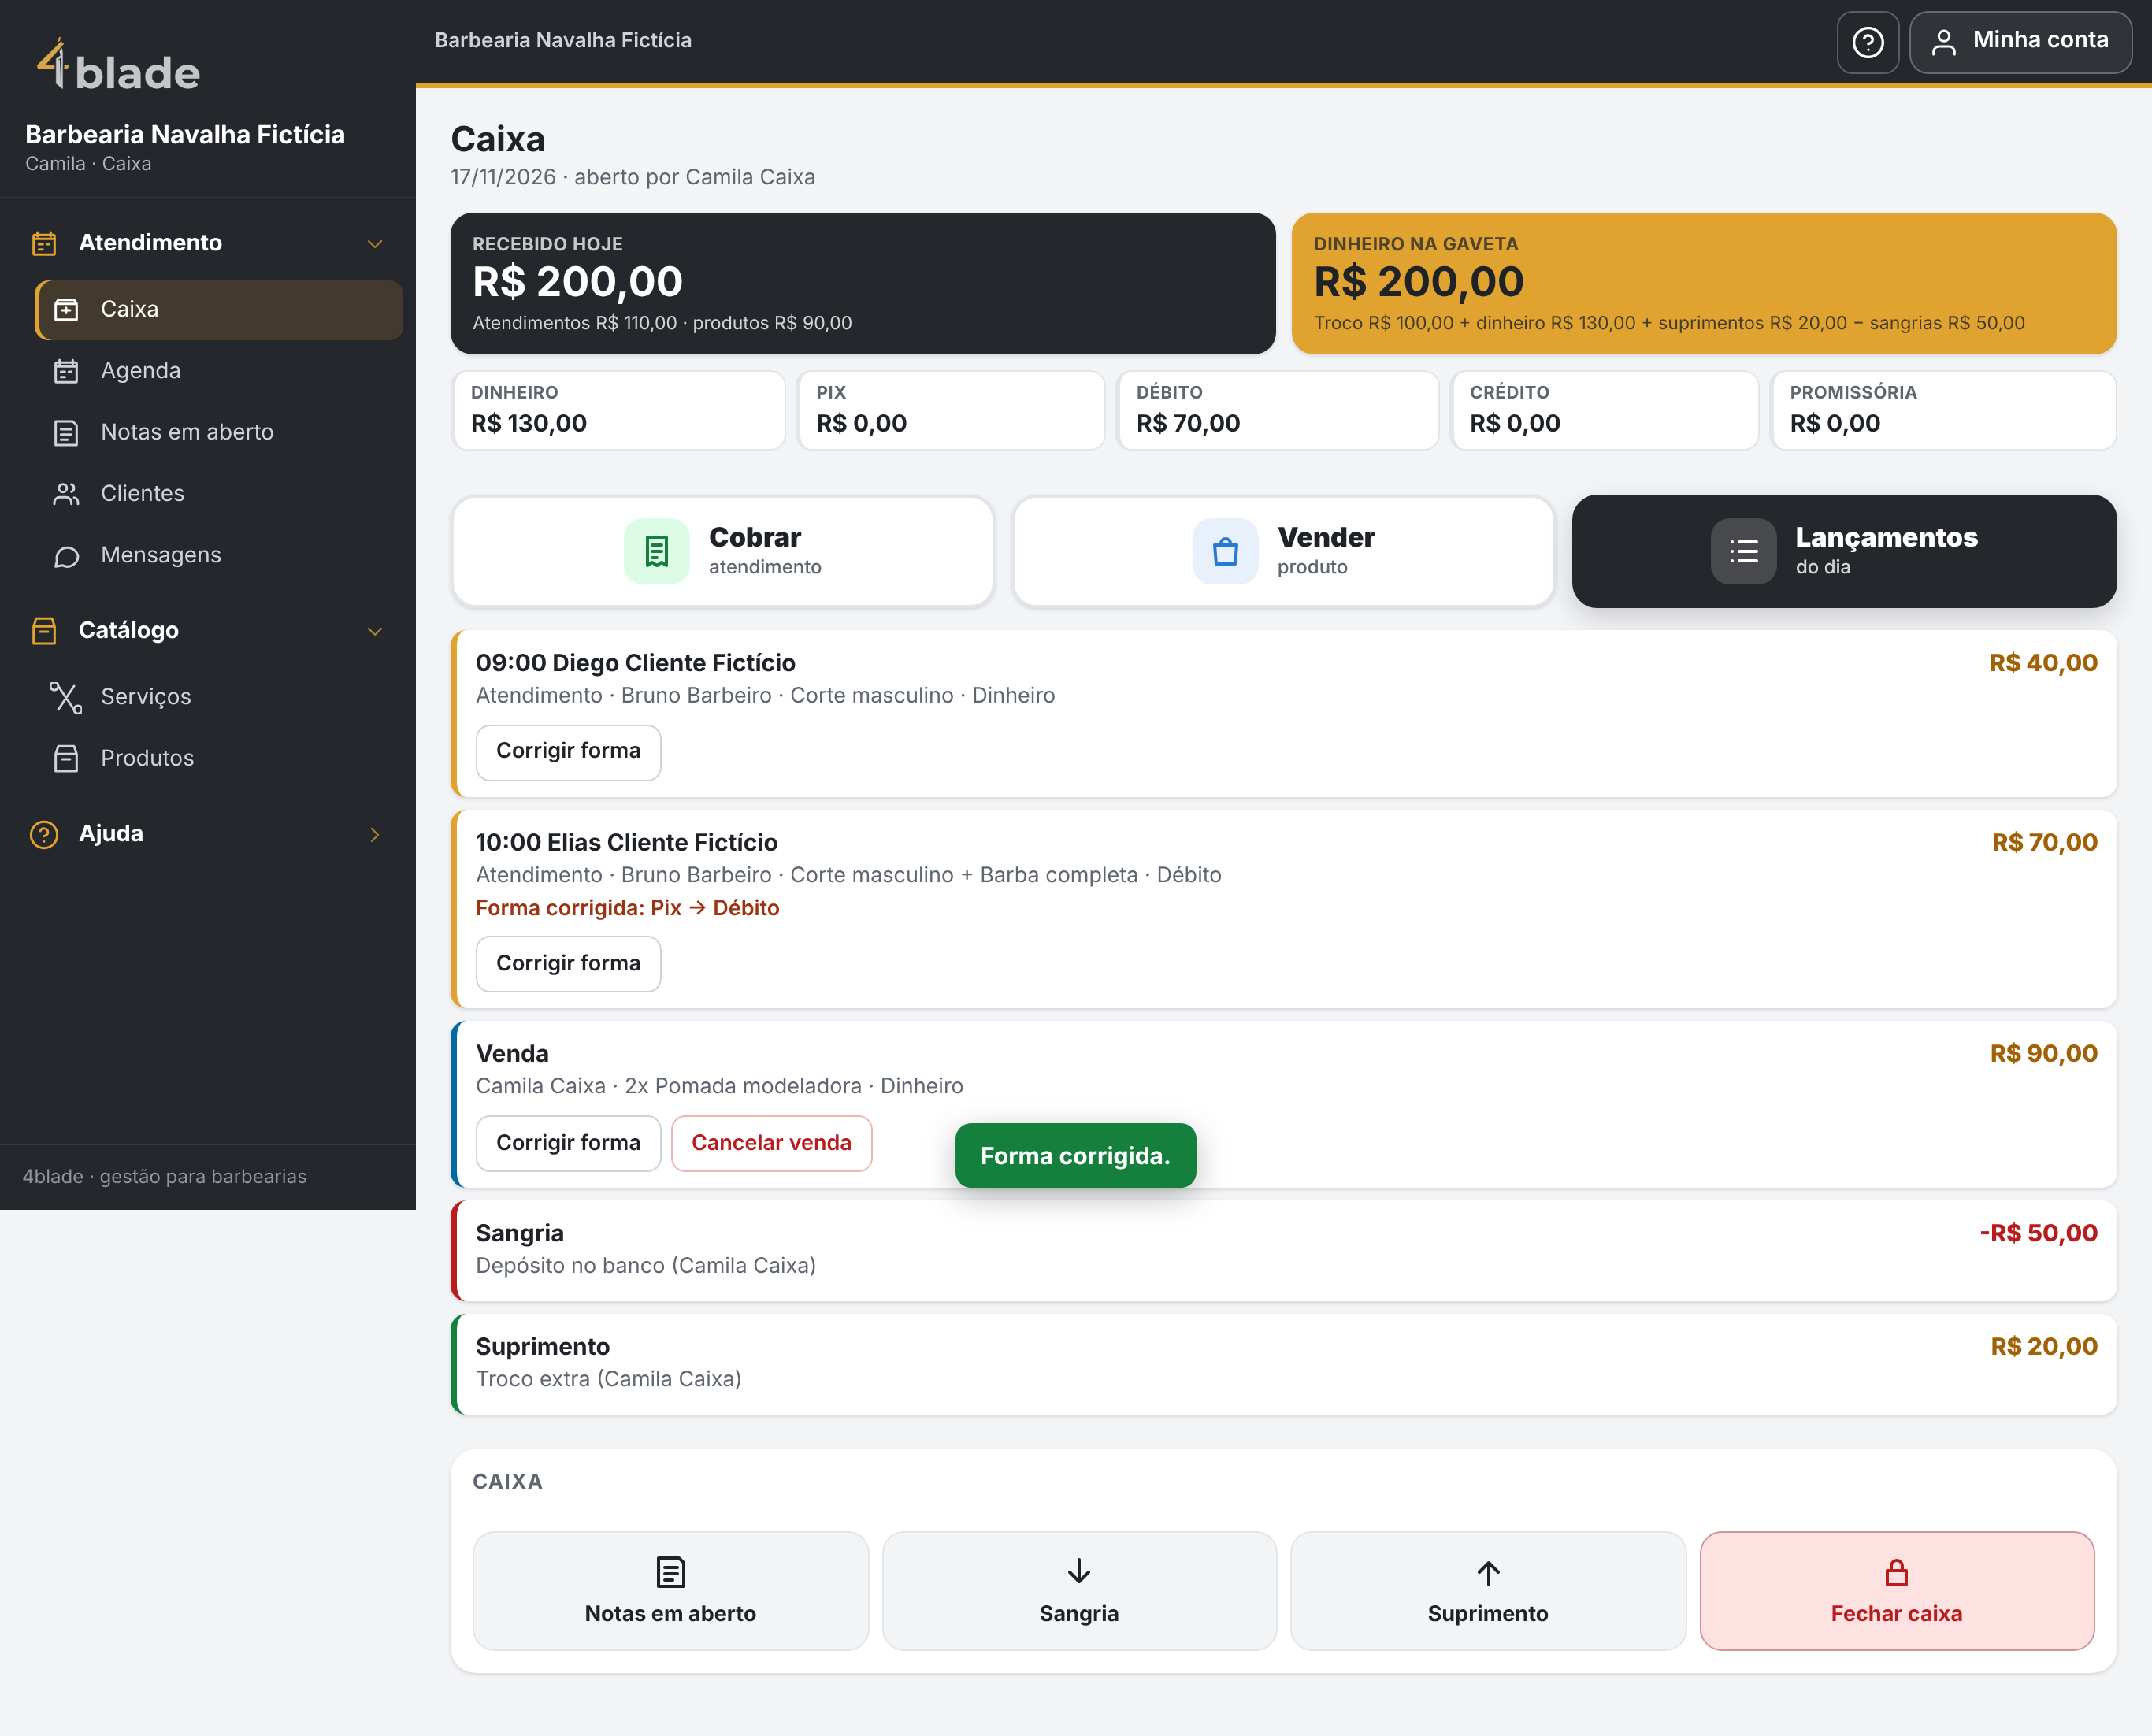 4blade
Barbearia Navalha Fictícia
Camila · Caixa
Atendimento
Caixa
Agenda
Notas em aberto
Clientes
Mensagens
Catálogo
Serviços
Produtos
Ajuda
4blade · gestão para barbearias
Barbearia Navalha Fictícia
Minha conta
Caixa
17/11/2026 · aberto por Camila Caixa
RECEBIDO HOJE
R$ 200,00
Atendimentos R$ 110,00 · produtos R$ 90,00
DINHEIRO NA GAVETA
R$ 200,00
Troco R$ 100,00 + dinheiro R$ 130,00 + suprimentos R$ 20,00 − sangrias R$ 50,00
DINHEIRO
R$ 130,00
PIX
R$ 0,00
DÉBITO
R$ 70,00
CRÉDITO
R$ 0,00
PROMISSÓRIA
R$ 0,00
Cobrar
atendimento
Vender
produto
Lançamentos
do dia
09:00 Diego Cliente Fictício
R$ 40,00
Atendimento · Bruno Barbeiro · Corte masculino · Dinheiro
Corrigir forma
10:00 Elias Cliente Fictício
R$ 70,00
Atendimento · Bruno Barbeiro · Corte masculino + Barba completa · Débito
Forma corrigida: Pix → Débito
Corrigir forma
Venda
R$ 90,00
Camila Caixa · 2x Pomada modeladora · Dinheiro
Corrigir forma
Cancelar venda
Forma corrigida.
Sangria
-R$ 50,00
Depósito no banco (Camila Caixa)
Suprimento
R$ 20,00
Troco extra (Camila Caixa)
CAIXA
Notas em aberto
Sangria
Suprimento
Fechar caixa